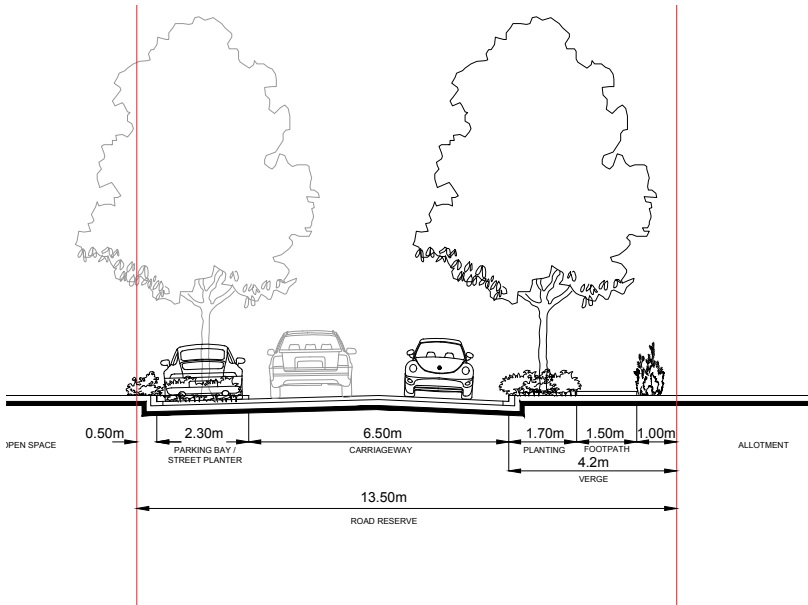 0.50m
2.30m
6.50m
1.70m
1.50m
1.00m
PEN SPACE
PARKING BAY /
STREET PLANTER
CARRIAGEWAY
PLANTING
FOOTPATH
ALLOTMENT
4.2m
VERGE
13.50m
ROAD RESERVE